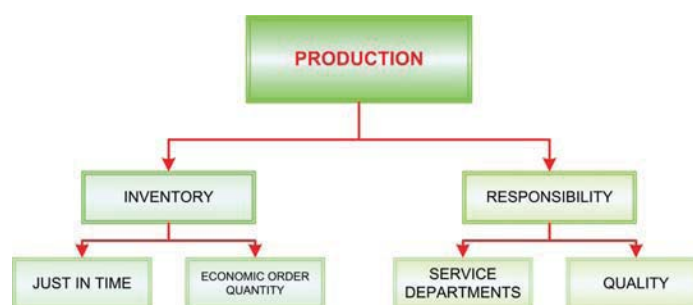 PRODUCTION
INVENTORY
RESPONSIBILITY
JUST IN TIME
ECONOMIC ORDER
QUANTITY
SERVICE
DEPARTMENTS
QUALITY